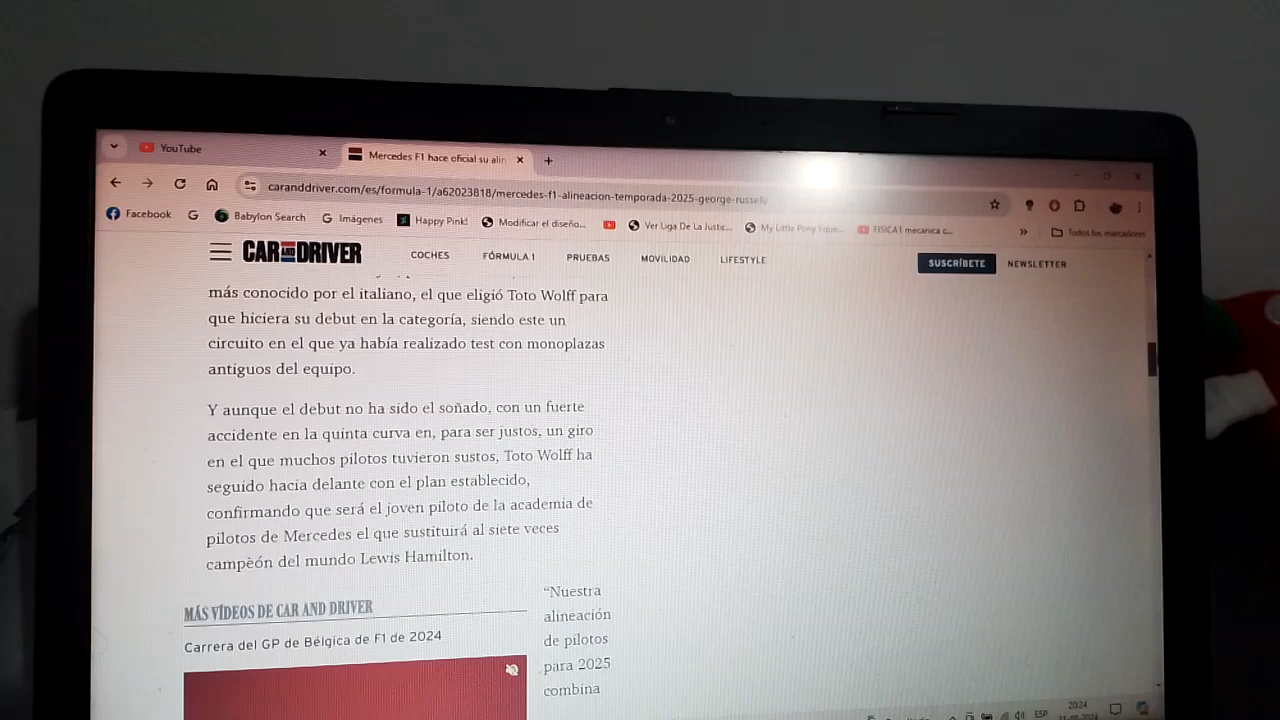 YouTube
Mercedes F1 hace oficial su alin
caranddriver.com/es/formula-1/a62023818/mercedes-f1-alineacion-temporada-2025-george-russell/
Facebook
Babylon Search
Imágenes
Happy Pink!
Modificar el diseño...
Ver Liga De La Justic...
My Little Pony Eque...
FISICA I mecanica c...
Todos los marcadores
CAR AND DRIVER
COCHES
FÓRMULA 1
PRUEBAS
MOVILIDAD
LIFESTYLE
SUSCRÍBETE
NEWSLETTER
más conocido por el italiano, el que eligió Toto Wolff para
que hiciera su debut en la categoría, siendo este un
circuito en el que ya había realizado test con monoplazas
antiguos del equipo.
Y aunque el debut no ha sido el soñado, con un fuerte
accidente en la quinta curva en, para ser justos, un giro
en el que muchos pilotos tuvieron sustos, Toto Wolff ha
seguido hacia delante con el plan establecido,
confirmando que será el joven piloto de la academia de
pilotos de Mercedes el que sustituirá al siete veces
campeón del mundo Lewis Hamilton.
MÁS VÍDEOS DE CAR AND DRIVER
Carrera del GP de Bélgica de F1 de 2024
“Nuestra
alineación
de pilotos
para 2025
combina
ESP
20:24